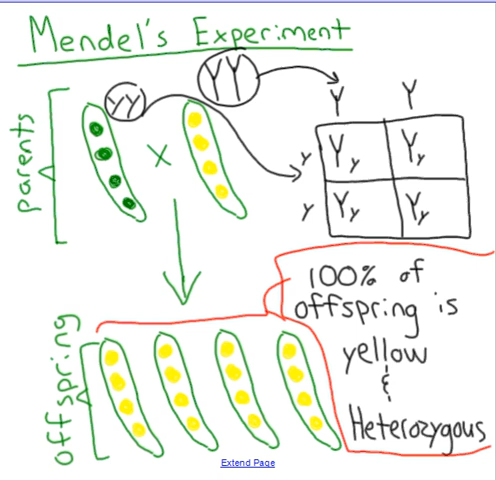 Mendel's Experiment
yy
YY
Y Y
parents
X
y Yy Yy
y Yy Yy
100% of
offspring is
yellow
&
Heterozygous
offspring
Extend Page